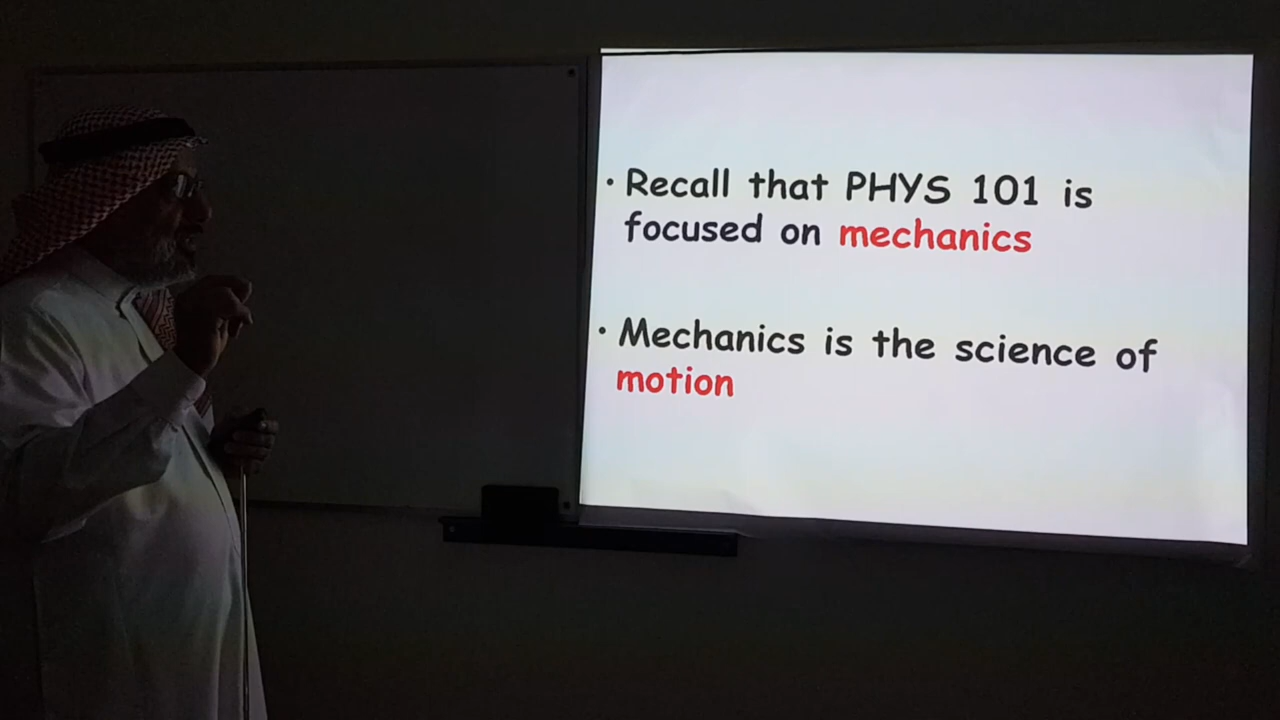 • Recall that PHYS 101 is
focused on mechanics
• Mechanics is the science of
motion